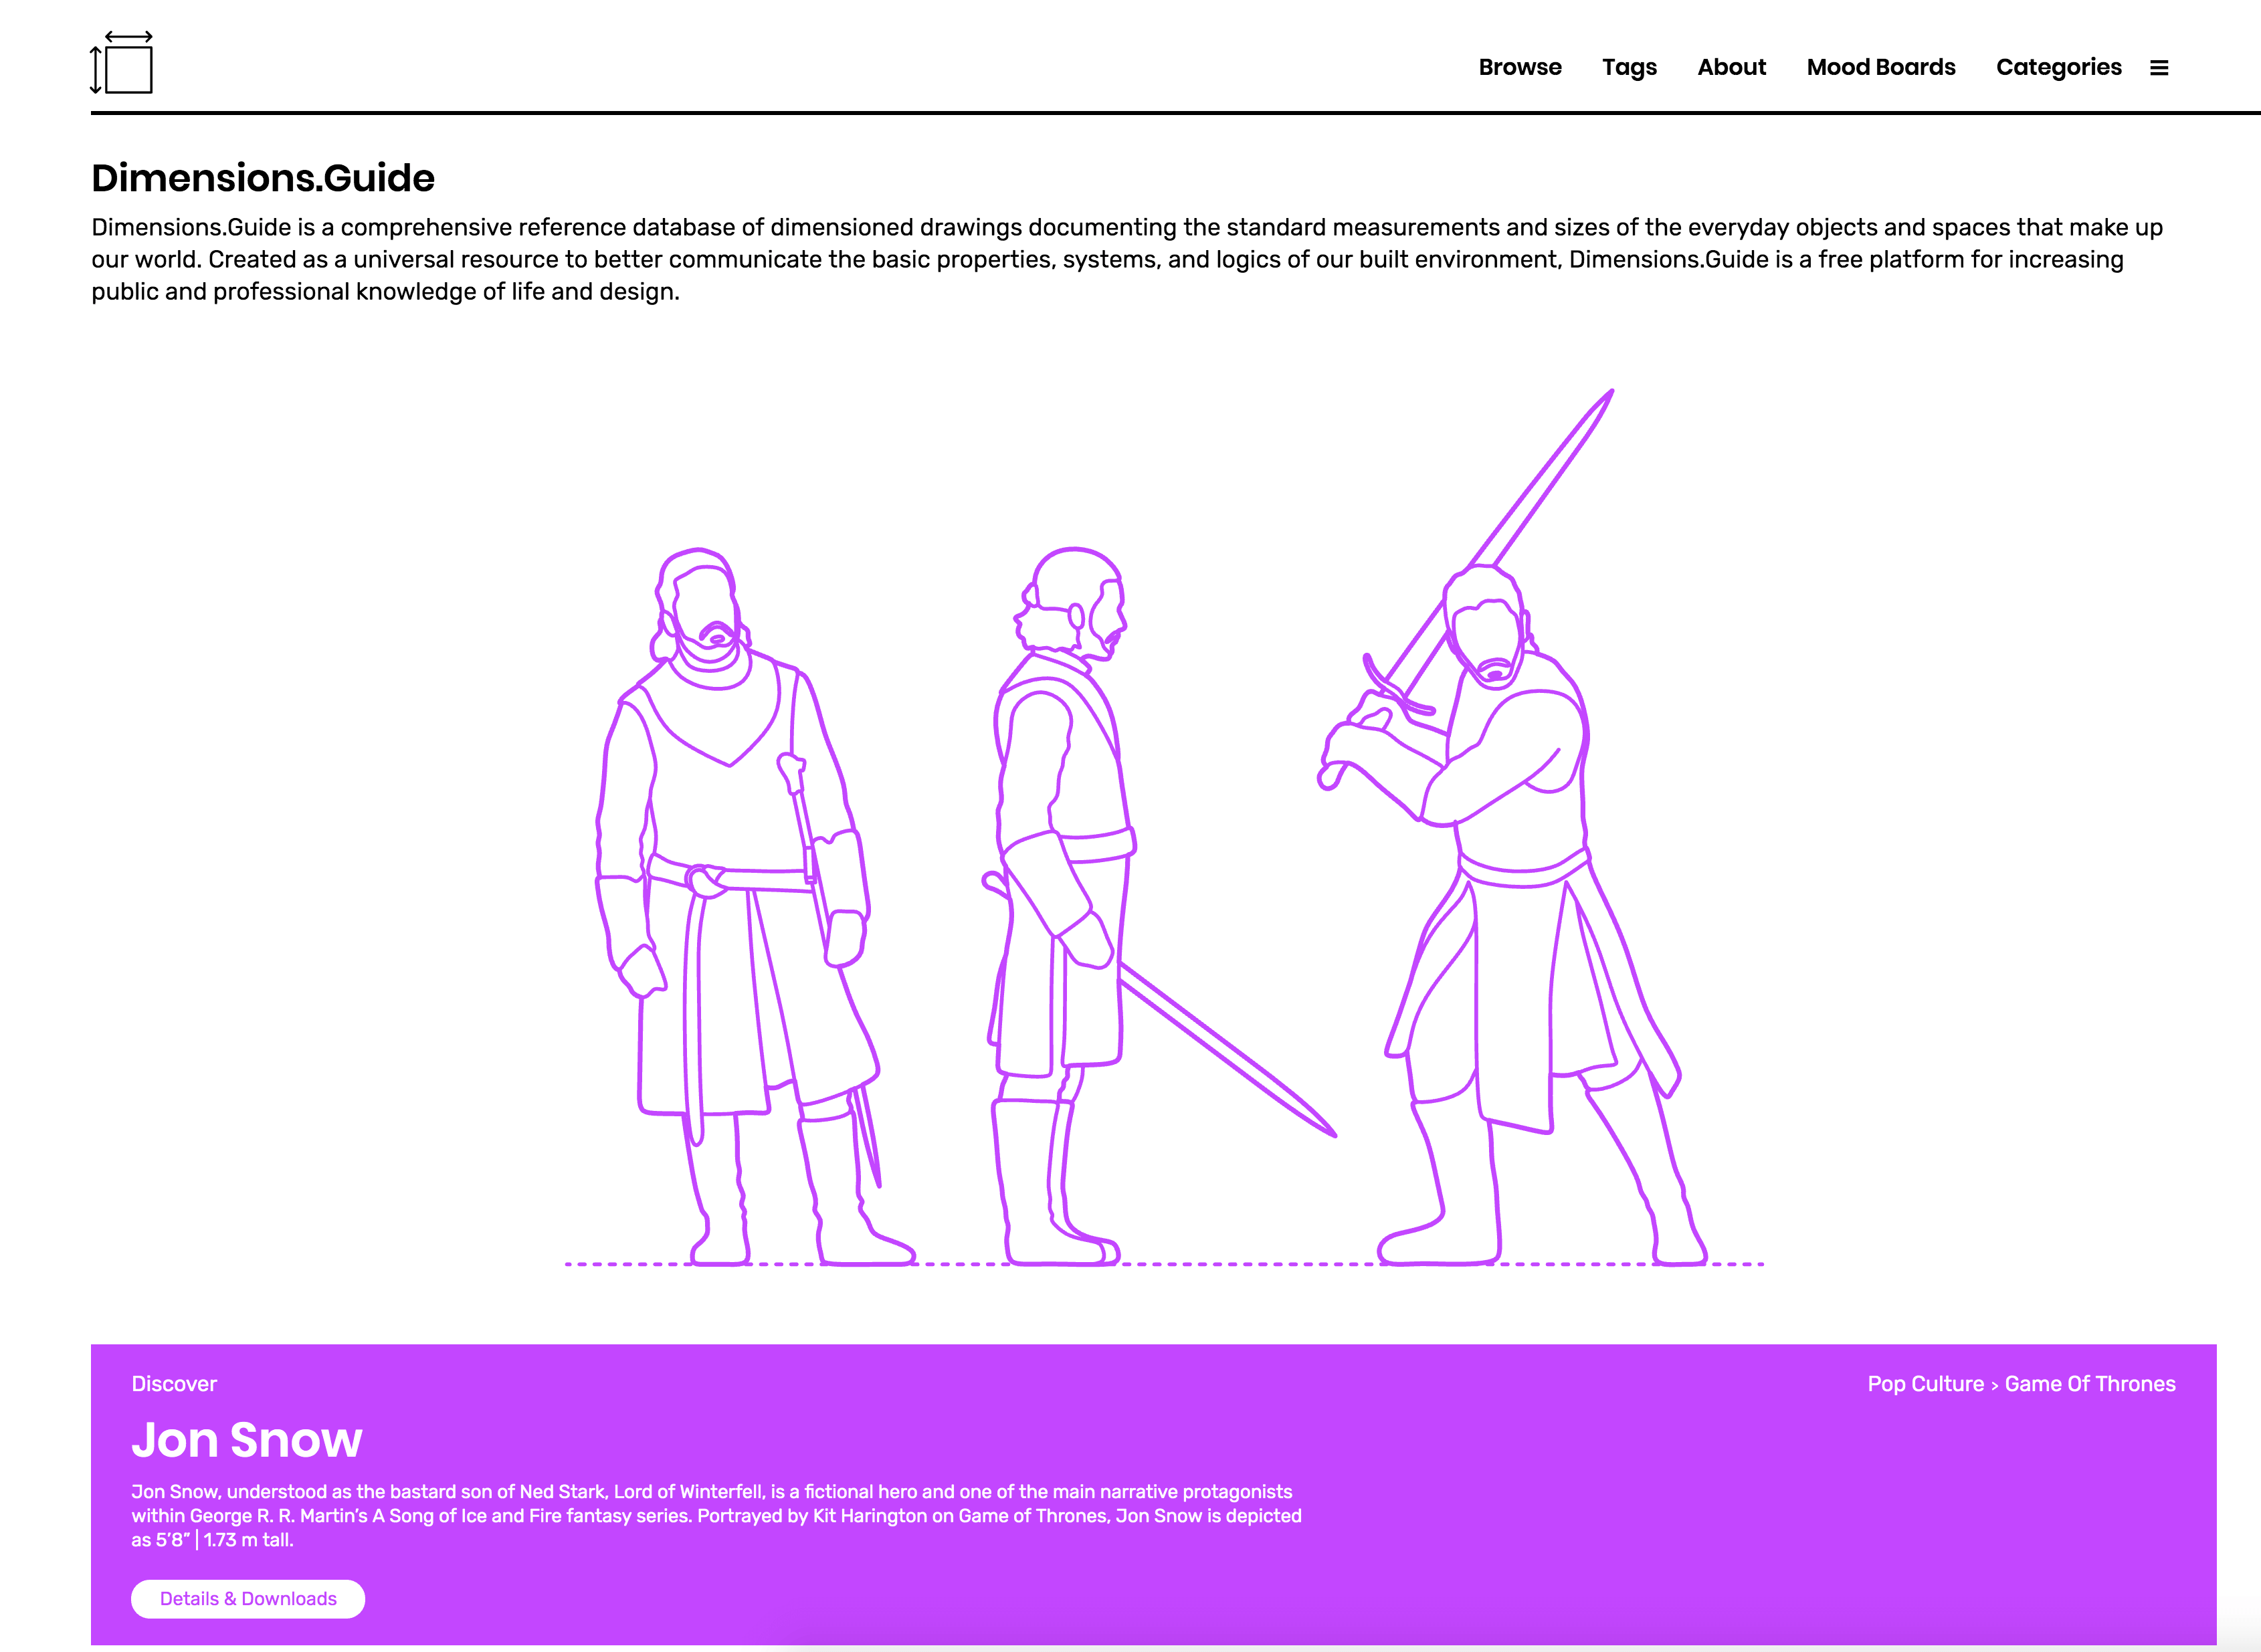 Browse Tags About Mood Boards Categories
Dimensions.Guide
Dimensions.Guide is a comprehensive reference database of dimensioned drawings documenting the standard measurements and sizes of the everyday objects and spaces that make up
our world. Created as a universal resource to better communicate the basic properties, systems, and logics of our built environment, Dimensions.Guide is a free platform for increasing
public and professional knowledge of life and design.
Discover
Pop Culture > Game Of Thrones
Jon Snow
Jon Snow, understood as the bastard son of Ned Stark, Lord of Winterfell, is a fictional hero and one of the main narrative protagonists
within George R. R. Martin’s A Song of Ice and Fire fantasy series. Portrayed by Kit Harington on Game of Thrones, Jon Snow is depicted
as 5’8” | 1.73 m tall.
Details & Downloads